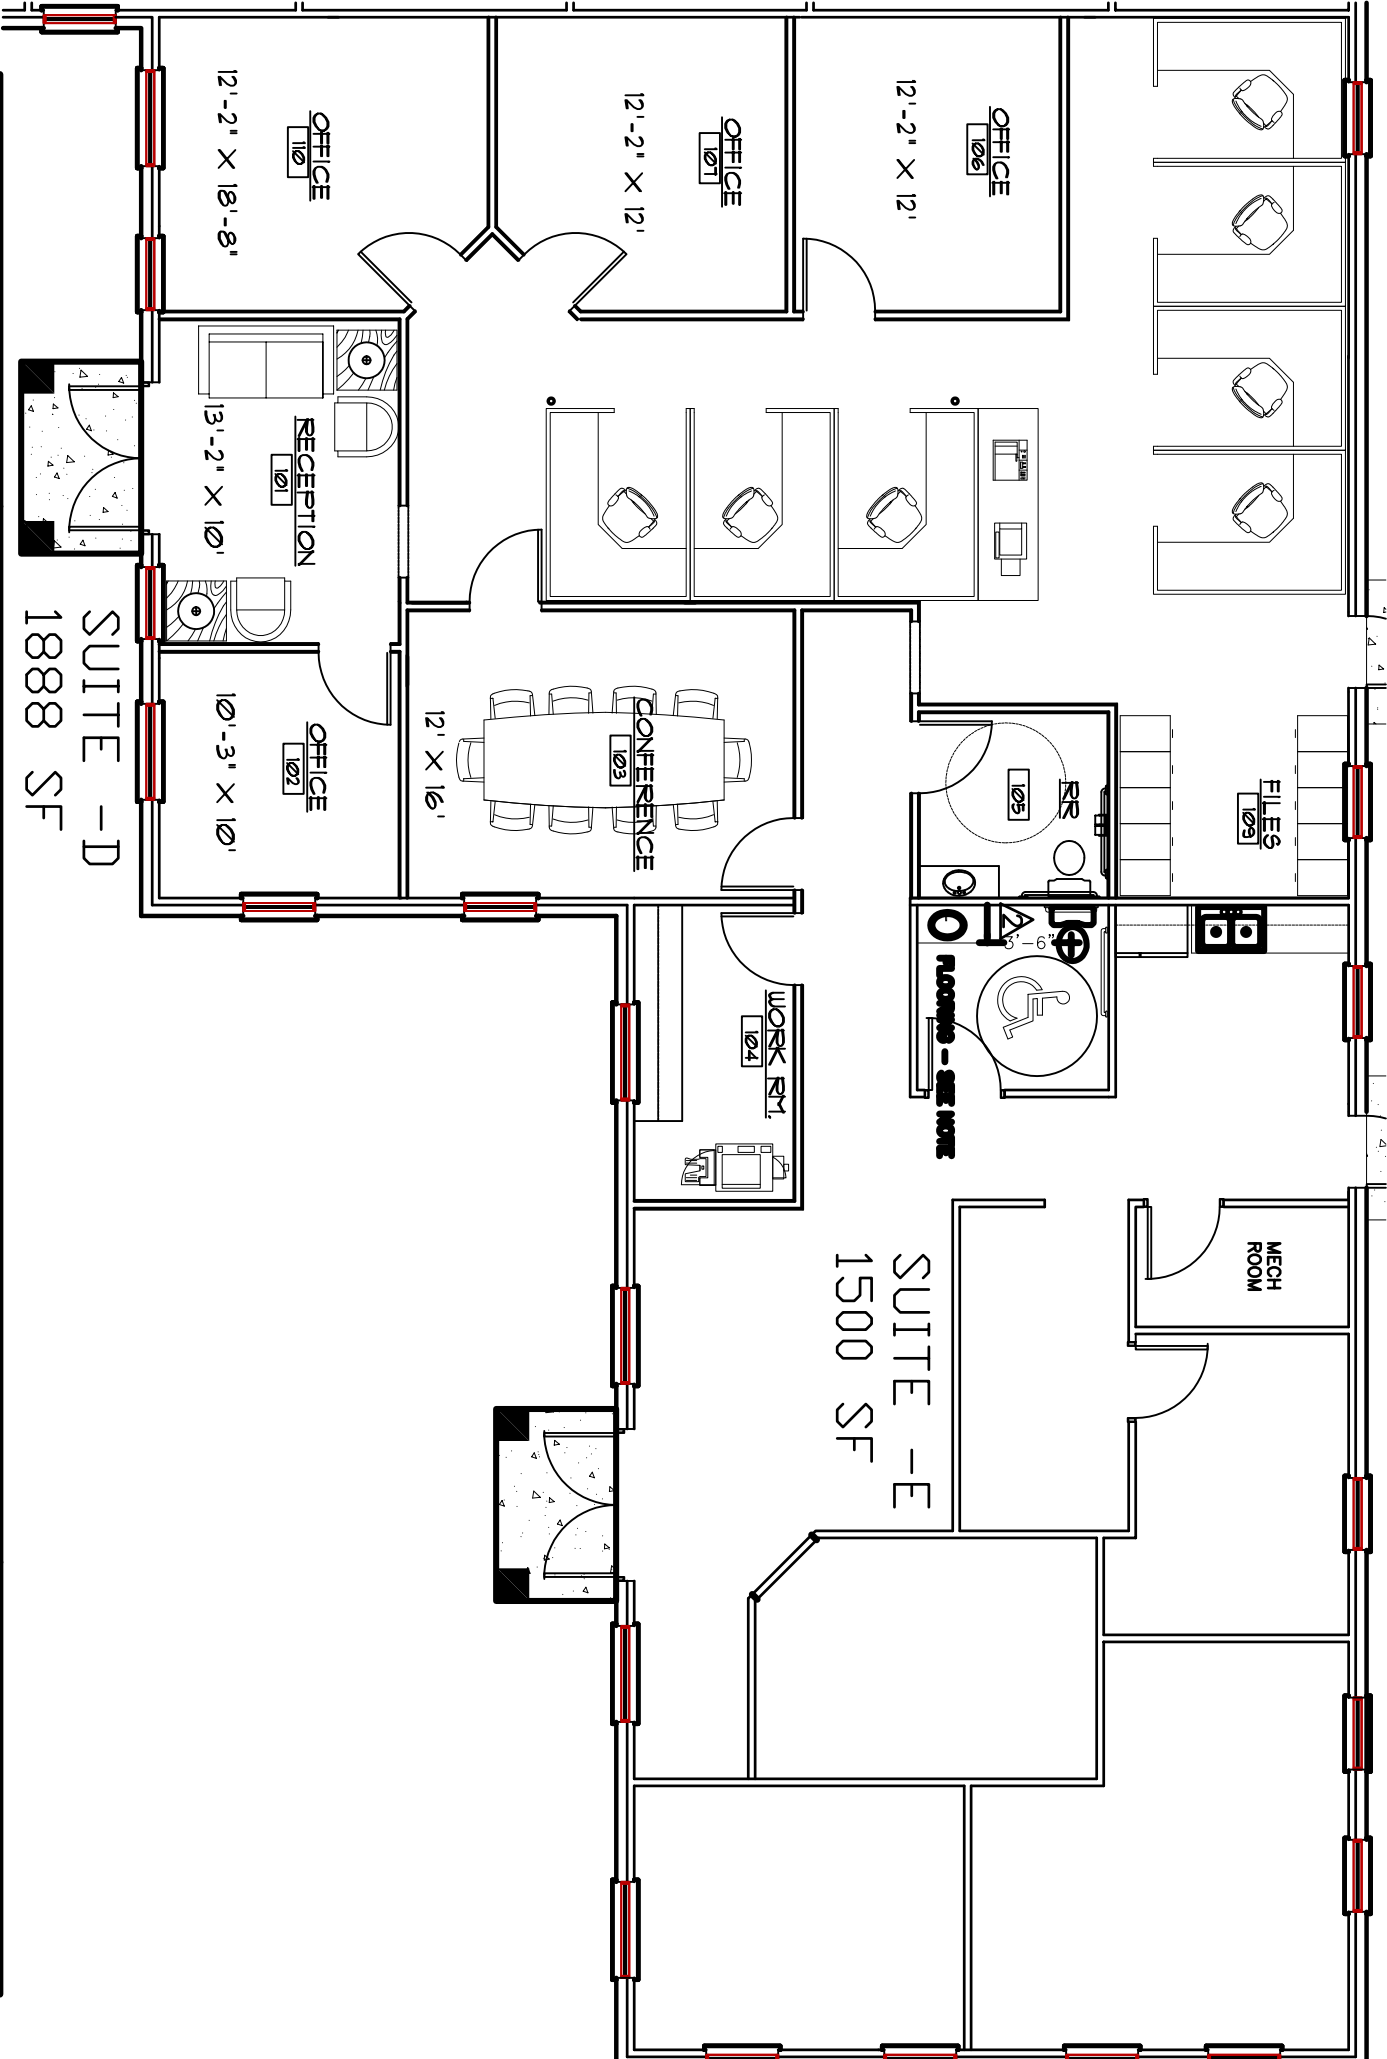 OFFICE
110
12'-2" X 18'-8"
OFFICE
107
12'-2" X 12'
OFFICE
106
12'-2" X 12'
RECEPTION
101
13'-2" X 10'
OFFICE
102
10'-3" X 10'
CONFERENCE
103
12' X 16'
RR
105
FILES
109
SUITE -D
1888 SF
2
3'-6"
FLOORING - SEE NOTE
WORK RM.
104
MECH
ROOM
SUITE -E
1500 SF